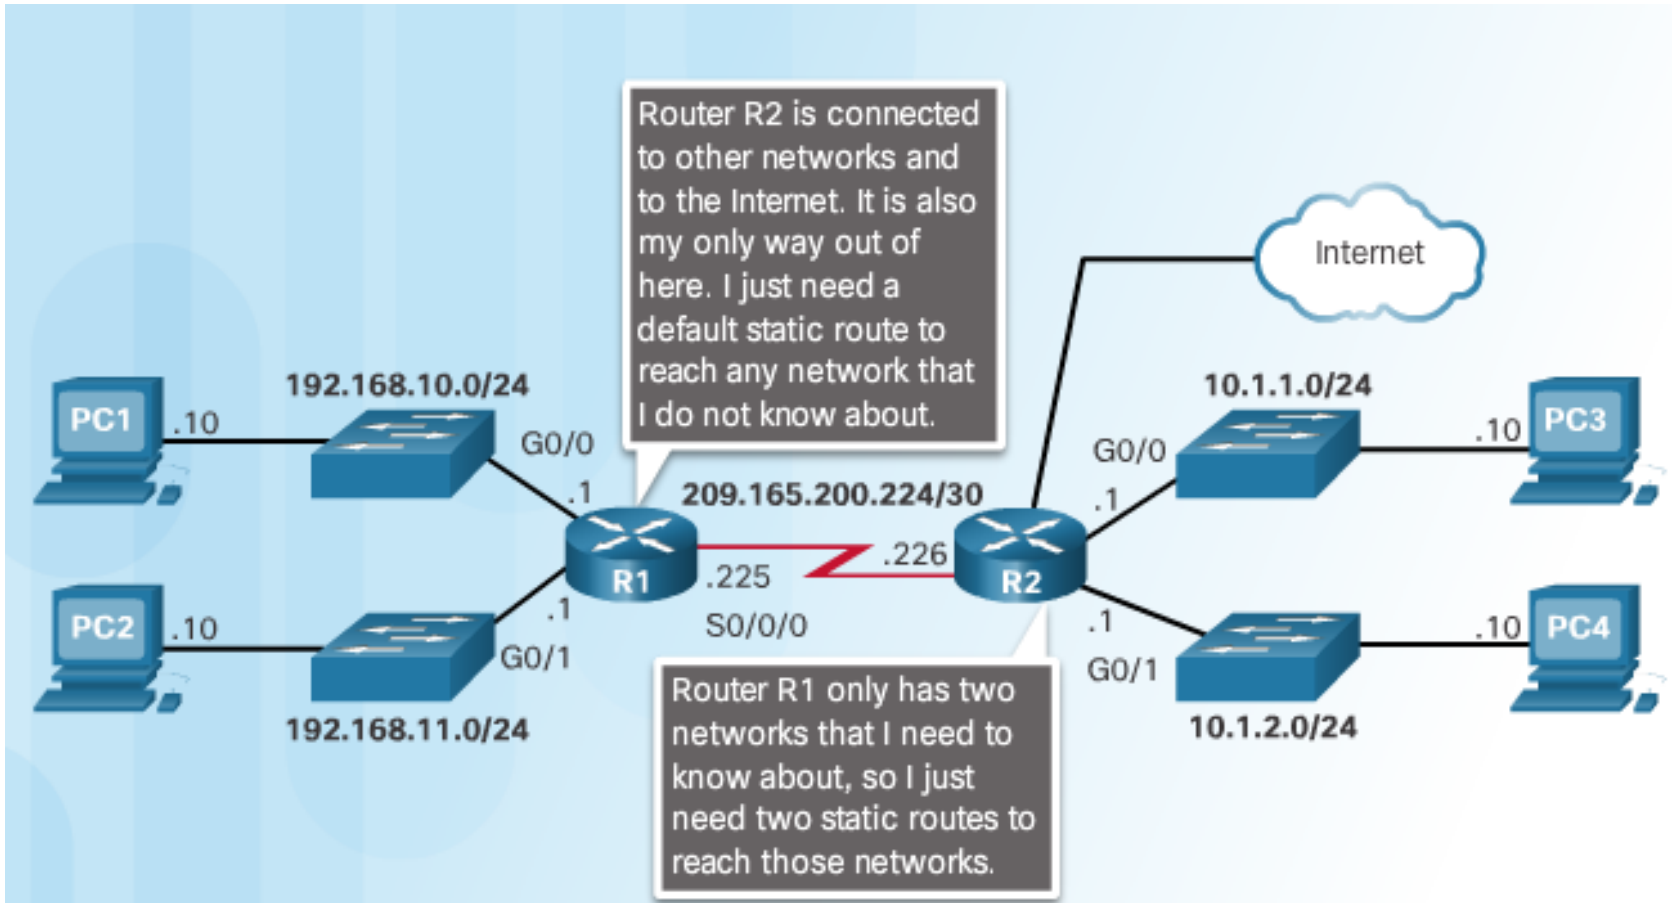 Router R2 is connected
to other networks and
to the Internet. It is also
my only way out of
here. I just need a
default static route to
reach any network that
I do not know about.
Internet
192.168.10.0/24
10.1.1.0/24
PC1
.10
G0/0
.1
209.165.200.224/30
G0/0
.1
.10
PC3
R1
.225
S0/0/0
.226
R2
PC2
.10
.1
G0/1
192.168.11.0/24
.1
G0/1
.10
PC4
10.1.2.0/24
Router R1 only has two
networks that I need to
know about, so I just
need two static routes to
reach those networks.